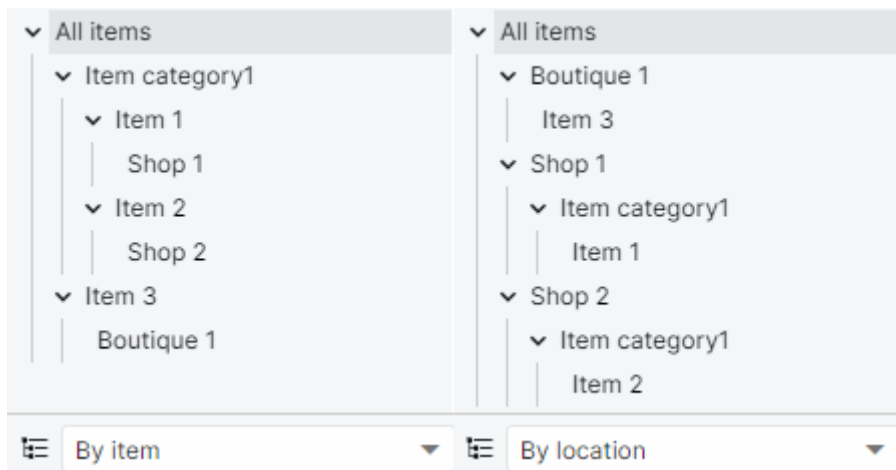 All items
Item category1
Item 1
Shop 1
Item 2
Shop 2
Item 3
Boutique 1
By item
All items
Boutique 1
Item 3
Shop 1
Item category1
Item 1
Shop 2
Item category1
Item 2
By location